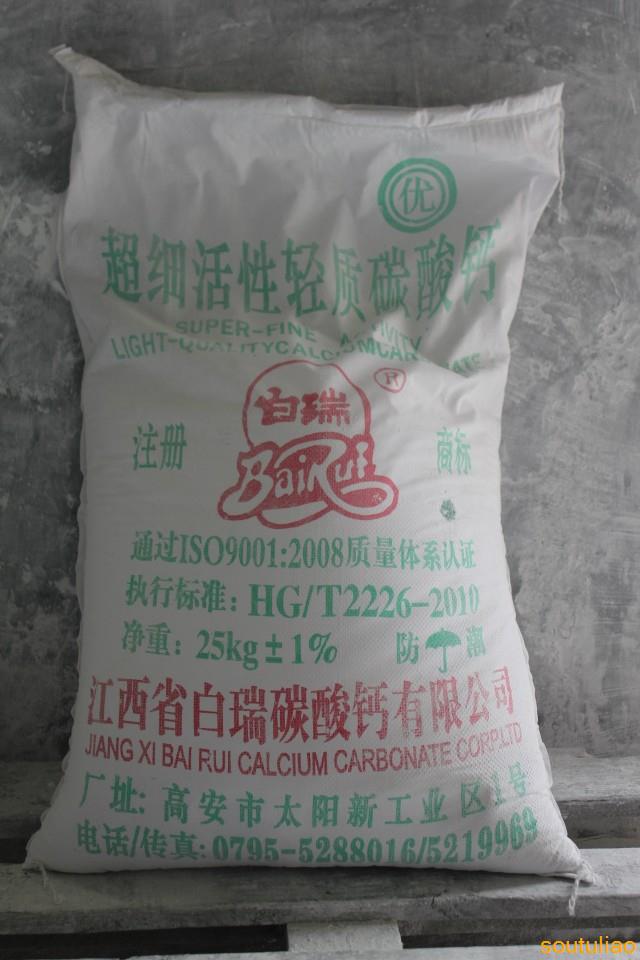 优
超细活性轻质碳酸钙
SUPER-FINE ACTIVITY
®
白瑞
BaiRui
注册 商标
通过ISO9001:2008质量体系认证
执行标准:HG/T2226-2010
净重:25kg±1% 防潮
江西省白瑞碳酸钙有限公司
JIANG XI BAI RUI CALCIUM CARBONATE CORP.LTD
厂址:高安市太阳新工业区1号
电话/传真:0795-5288016/5219969
soutuliao